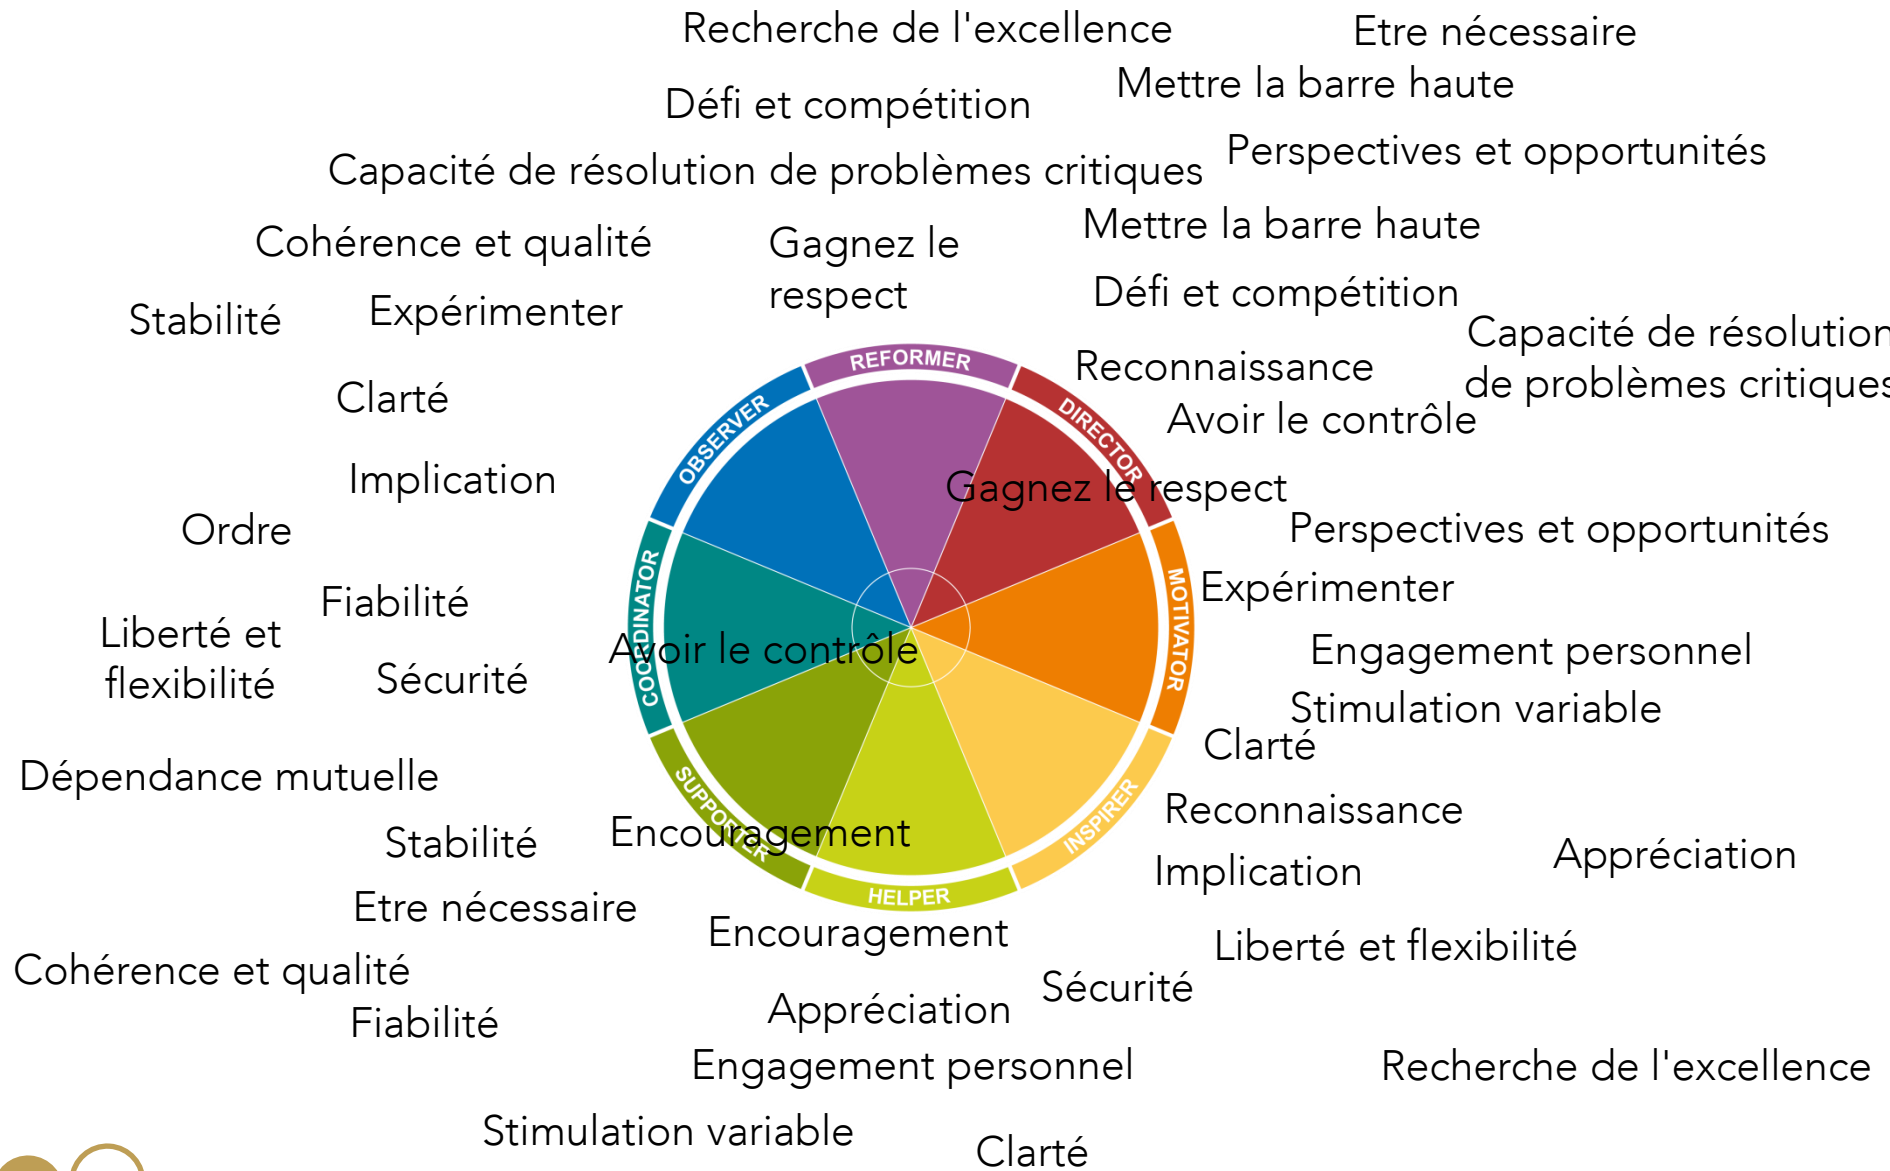 Recherche de l'excellence
Etre nécessaire
Mettre la barre haute
Défi et compétition
Perspectives et opportunités
Capacité de résolution de problèmes critiques
Mettre la barre haute
Cohérence et qualité
Gagnez le
respect
Défi et compétition
Stabilité
Expérimenter
Capacité de résolution
de problèmes critiques
REFORMER
Reconnaissance
Clarté
OBSERVER
DIRECTOR
Avoir le contrôle
Implication
Gagnez le respect
Ordre
Perspectives et opportunités
Fiabilité
COORDINATOR
MOTIVATOR
Expérimenter
Liberté et
flexibilité
Avoir le contrôle
Engagement personnel
Sécurité
Stimulation variable
Clarté
Dépendance mutuelle
SUPPORTER
INSPIRER
Reconnaissance
Stabilité
Encouragement
Appréciation
Implication
HELPER
Etre nécessaire
Encouragement
Liberté et flexibilité
Cohérence et qualité
Sécurité
Fiabilité
Appréciation
Engagement personnel
Recherche de l'excellence
Stimulation variable
Clarté